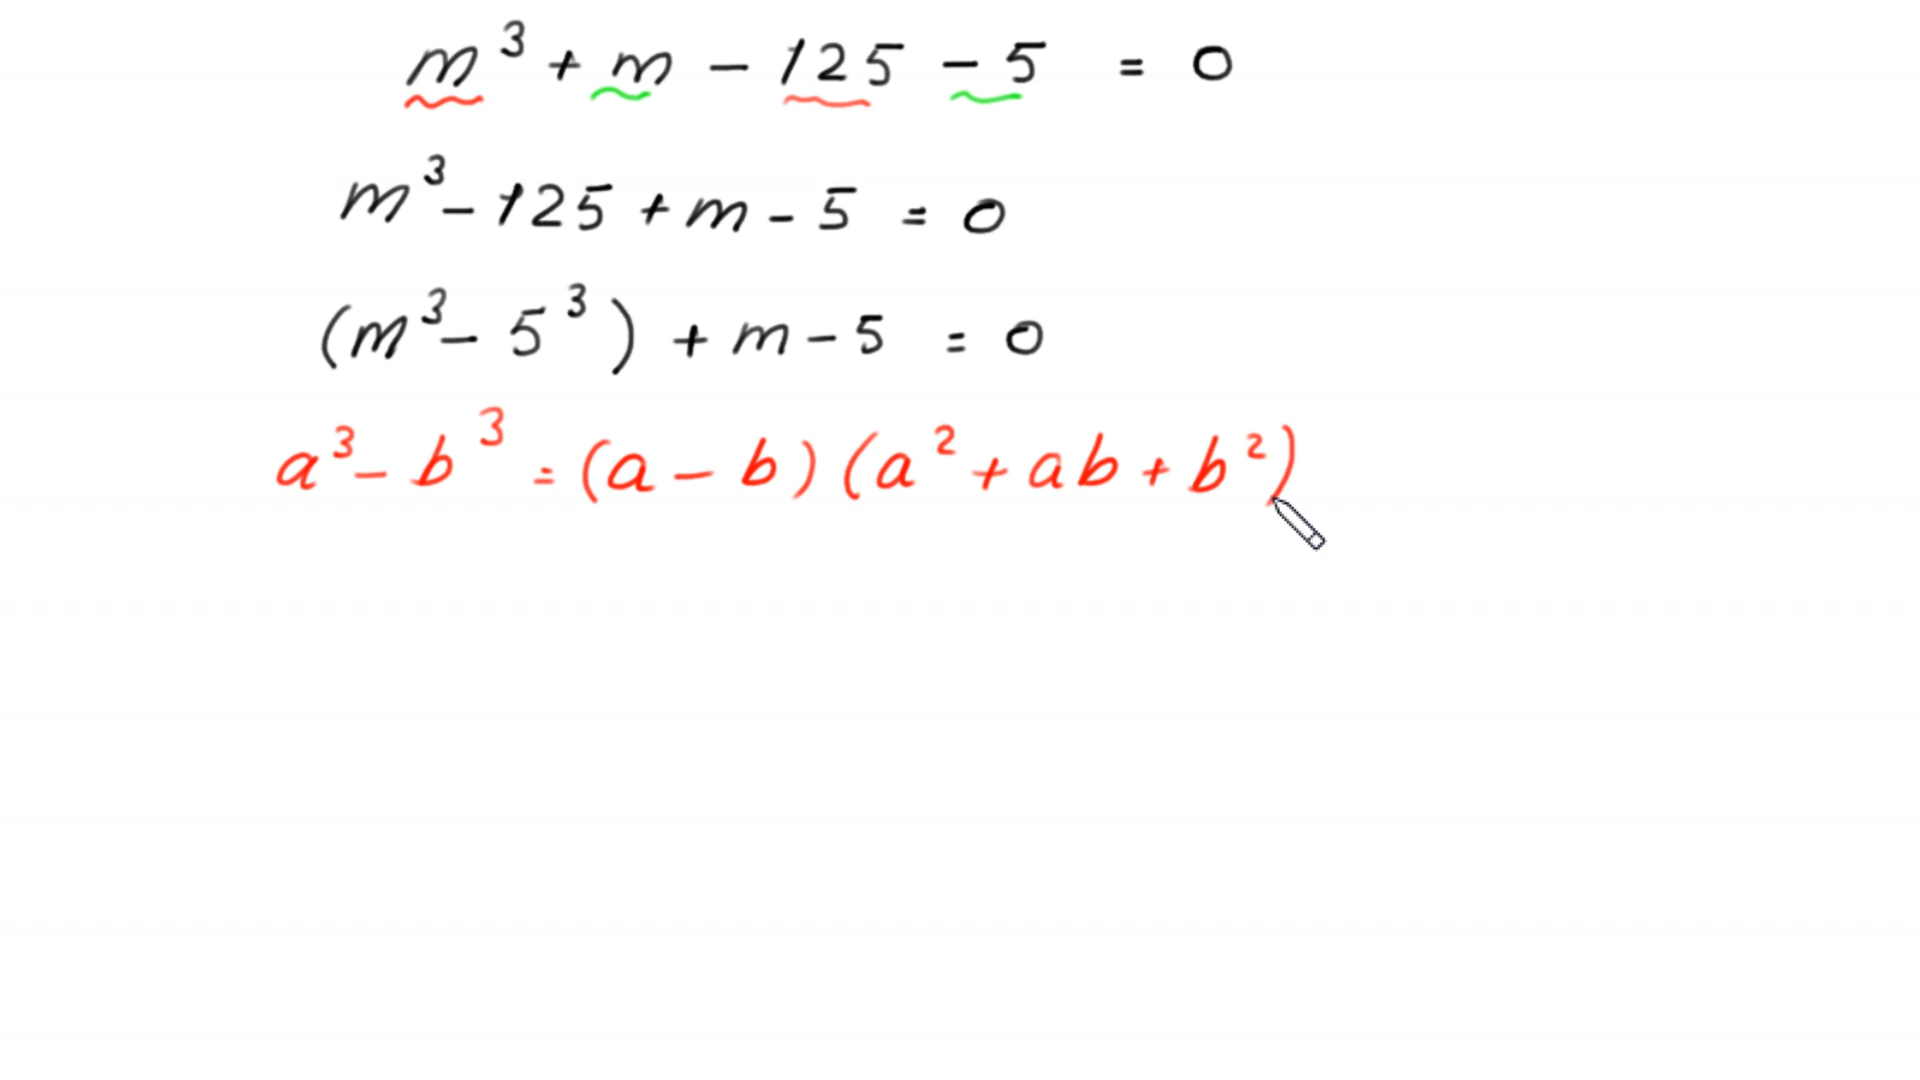 m³ + m - 125 - 5 = 0
m³ - 125 + m - 5 = 0
(m³ - 5³) + m - 5 = 0
a³ - b³ = (a - b)(a² + ab + b²)